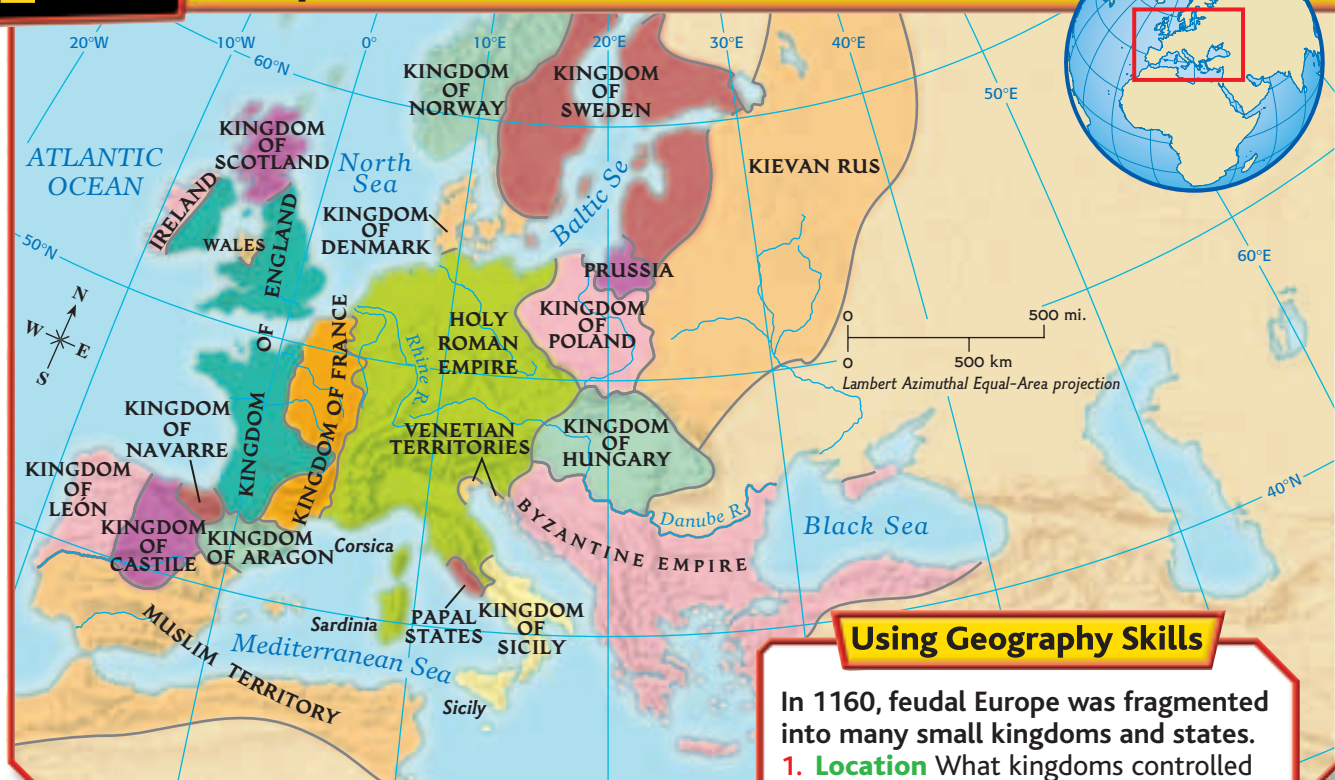 20°W
10°W
0°
10°E
20°E
30°E
40°E
50°E
60°E
60°N
50°N
40°N
KINGDOM
OF
NORWAY
KINGDOM
OF
SWEDEN
KINGDOM
OF
SCOTLAND
ATLANTIC
OCEAN
North
Sea
KIEVAN RUS
IRELAND
WALES
KINGDOM
OF
DENMARK
Baltic Se
PRUSSIA
KINGDOM OF ENGLAND
KINGDOM OF FRANCE
HOLY
ROMAN
EMPIRE
Rhine R.
KINGDOM
OF
POLAND
N
W
E
S
0
500 mi.
0
500 km
Lambert Azimuthal Equal-Area projection
KINGDOM
OF
NAVARRE
VENETIAN
TERRITORIES
KINGDOM
OF
HUNGARY
KINGDOM
OF
LEÓN
KINGDOM
OF
CASTILE
KINGDOM
OF ARAGON
Corsica
BYZANTINE EMPIRE
Danube R.
Black Sea
MUSLIM TERRITORY
Sardinia
Mediterranean Sea
PAPAL
STATES
KINGDOM
OF
SICILY
Sicily
Using Geography Skills
In 1160, feudal Europe was fragmented
into many small kingdoms and states.
1. Location What kingdoms controlled